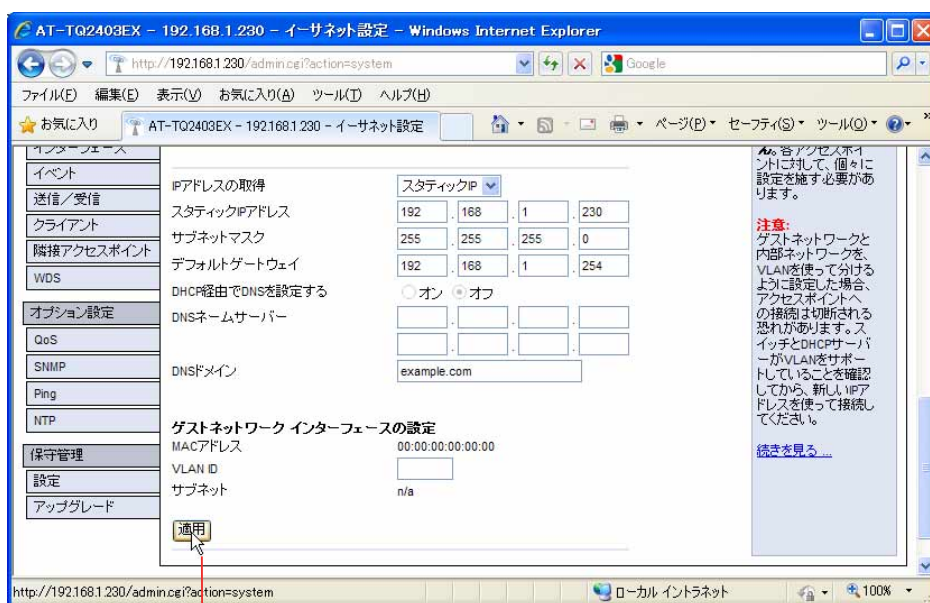 AT-TQ2403EX - 192.168.1.230 - イーサネット設定 - Windows Internet Explorer
http://192.168.1.230/admin.cgi?action=system
Google
ファイル(F) 編集(E) 表示(V) お気に入り(A) ツール(T) ヘルプ(H)
お気に入り
AT-TQ2403EX - 192.168.1.230 - イーサネット設定
ページ(P) セーフティ(S) ツール(O) »
インターフェース
イベント
送信/受信
クライアント
隣接アクセスポイント
WDS
オプション設定
QoS
SNMP
Ping
NTP
保守管理
設定
アップグレード
IPアドレスの取得 スタティックIP
スタティックIPアドレス 192 . 168 . 1 . 230
サブネットマスク 255 . 255 . 255 . 0
デフォルトゲートウェイ 192 . 168 . 1 . 254
DHCP経由でDNSを設定する オン オフ
DNSネームサーバー . . .
. . .
DNSドメイン example.com
ゲストネットワーク インターフェースの設定
MACアドレス 00:00:00:00:00:00
VLAN ID
サブネット n/a
適用
ん。各アクセスポイ
ントに対して、個々に
設定を施す必要があ
ります。
注意:
ゲストネットワークと
内部ネットワークを、
VLANを使って分ける
ように設定した場合、
アクセスポイントへ
の接続は切断される
恐れがあります。ス
イッチとDHCPサーバ
ーがVLANをサポー
トしていることを確認
してから、新しいIPア
ドレスを使って接続し
てください。
続きを見る ...
http://192.168.1.230/admin.cgi?action=system
ローカル イントラネット
100%